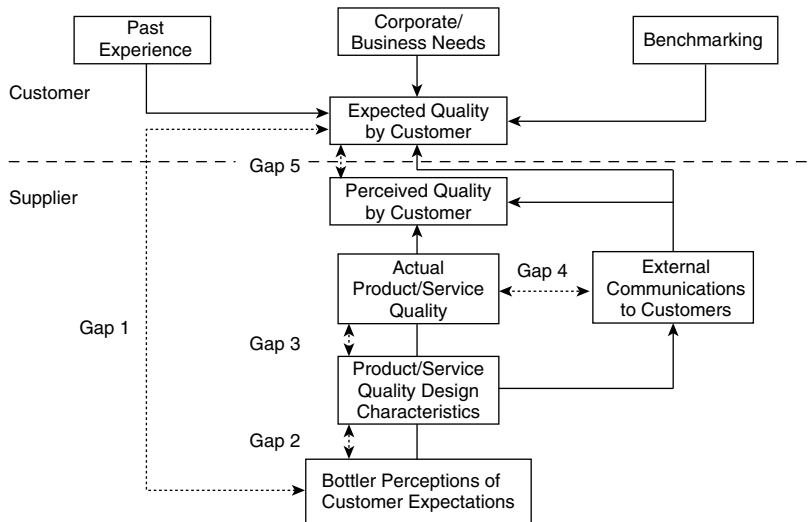 Past
Experience
Corporate/
Business Needs
Benchmarking
Customer
Expected Quality
by Customer
Gap 5
Supplier
Perceived Quality
by Customer
Actual
Product/Service
Quality
Gap 4
External
Communications
to Customers
Gap 1
Gap 3
Product/Service
Quality Design
Characteristics
Gap 2
Bottler Perceptions of
Customer Expectations